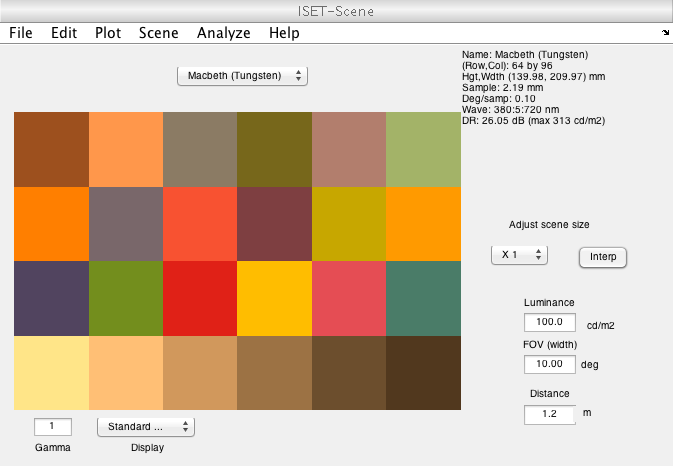 ISET-Scene
File Edit Plot Scene Analyze Help
Macbeth (Tungsten)
Name: Macbeth (Tungsten)
(Row,Col): 64 by 96
Hgt,Wdth (139.98, 209.97) mm
Sample: 2.19 mm
Deg/samp: 0.10
Wave: 380:5:720 nm
DR: 26.05 dB (max 313 cd/m2)
Adjust scene size
X 1 Interp
Luminance
100.0 cd/m2
FOV (width)
10.00 deg
Distance
1.2 m
1 Standard ...
Gamma Display